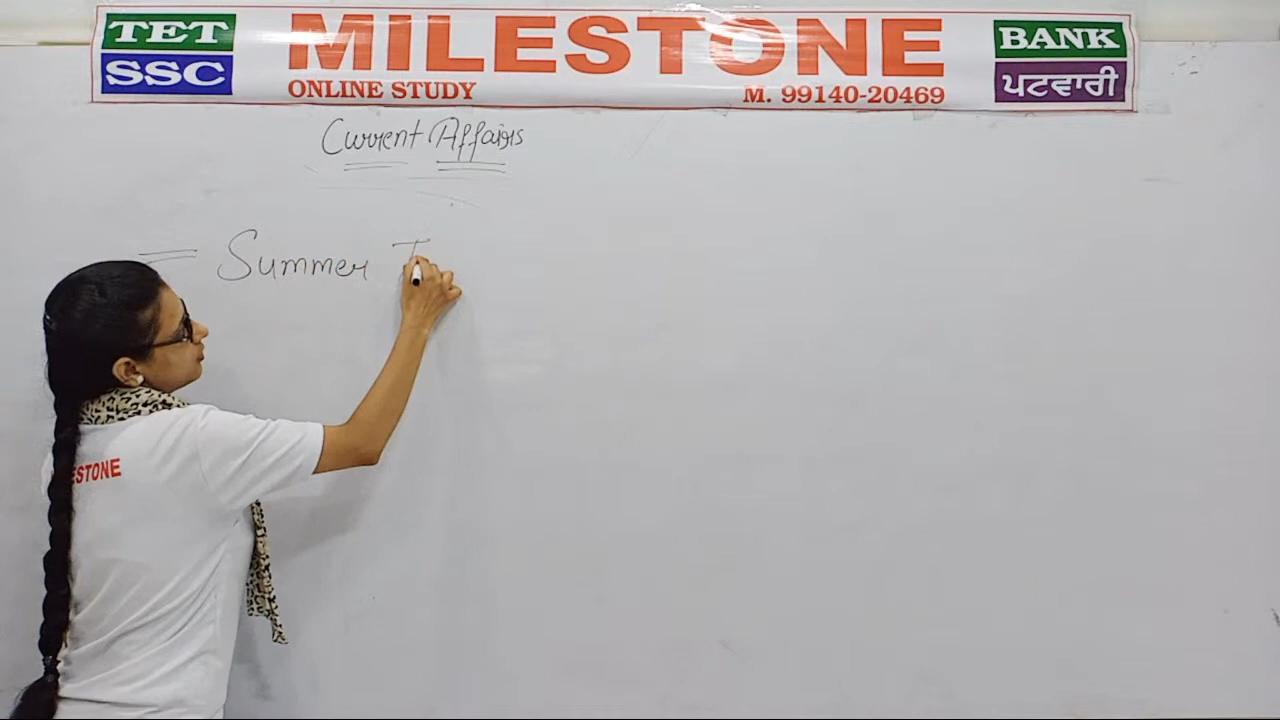 TET
SSC
MILESTONE
ONLINE STUDY
M. 99140-20469
BANK
ਪਟਵਾਰੀ
Current Affairs
= Summer T
ESTONE